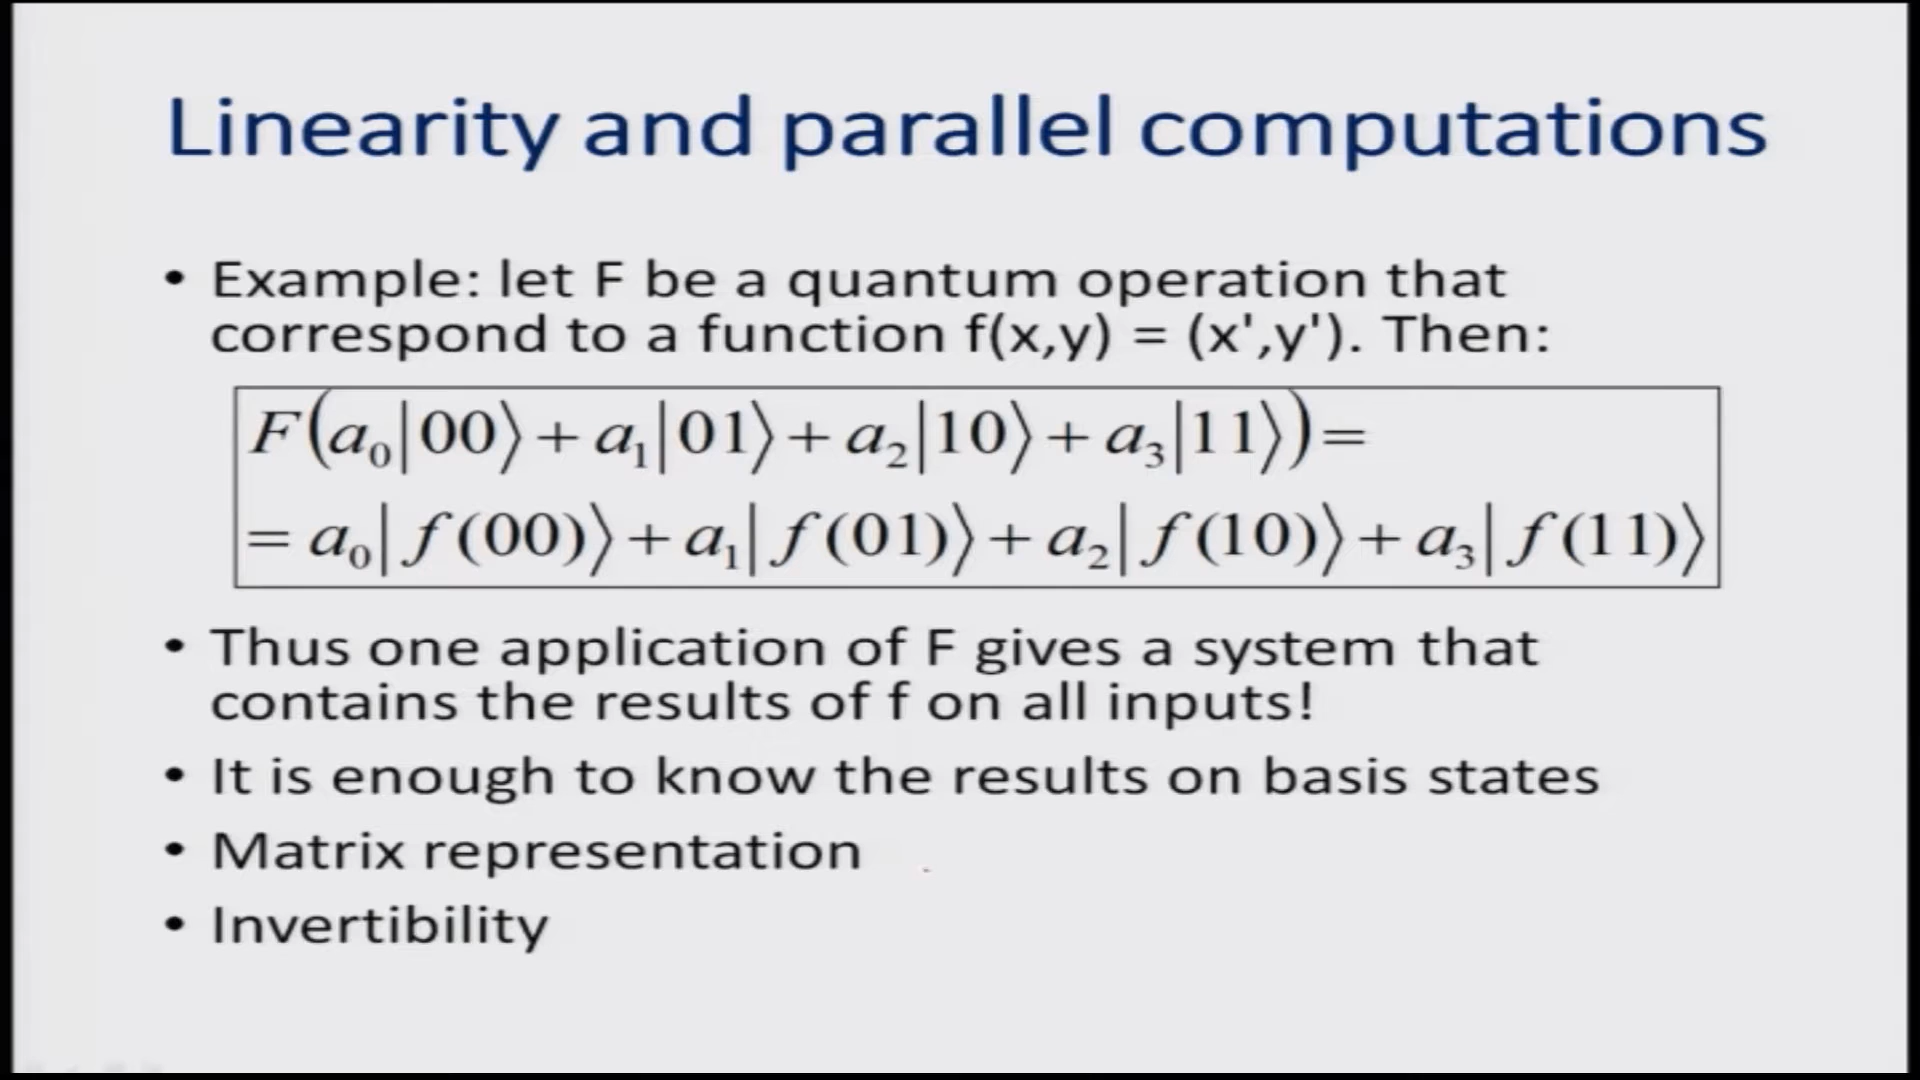 Linearity and parallel computations
• Example: let F be a quantum operation that
correspond to a function f(x,y) = (x',y'). Then:
F(a₀|00⟩ + a₁|01⟩ + a₂|10⟩ + a₃|11⟩) =
= a₀|f(00)⟩ + a₁|f(01)⟩ + a₂|f(10)⟩ + a₃|f(11)⟩
• Thus one application of F gives a system that
contains the results of f on all inputs!
• It is enough to know the results on basis states
• Matrix representation
• Invertibility